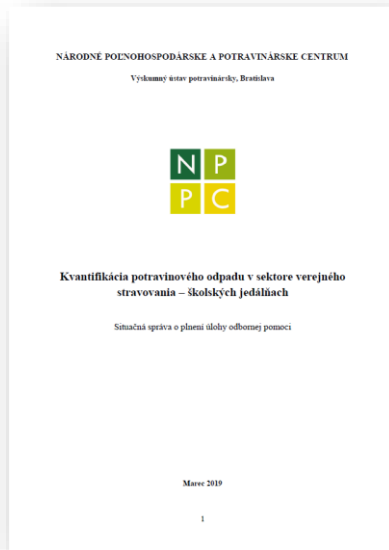 NÁRODNÉ POĽNOHOSPODÁRSKE A POTRAVINÁRSKE CENTRUM
Výskumný ústav potravinársky, Bratislava
N P
P C
Kvantifikácia potravinového odpadu v sektore verejného
stravovania – školských jedálňach
Situačná správa o plnení úlohy odbornej pomoci
Marec 2019
1